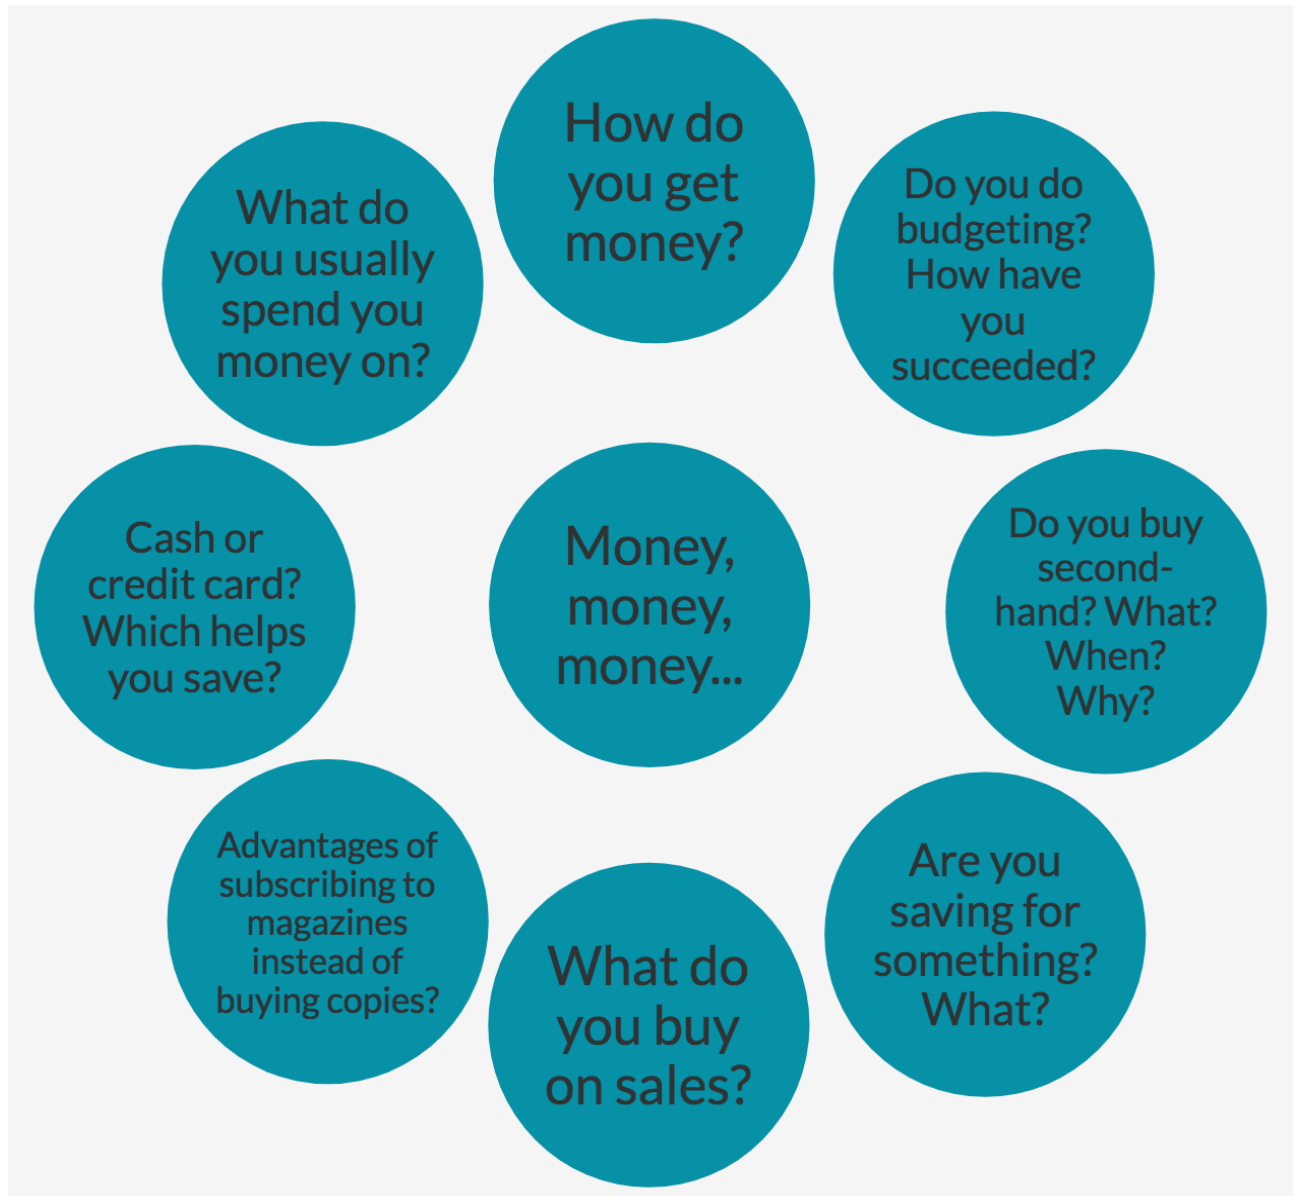 How do
you get
money?
Do you do
budgeting?
How have
you
succeeded?
Do you buy
second-
hand? What?
When?
Why?
Are you
saving for
something?
What?
What do
you buy
on sales?
Advantages of
subscribing to
magazines
instead of
buying copies?
Cash or
credit card?
Which helps
you save?
What do
you usually
spend you
money on?
Money,
money,
money...